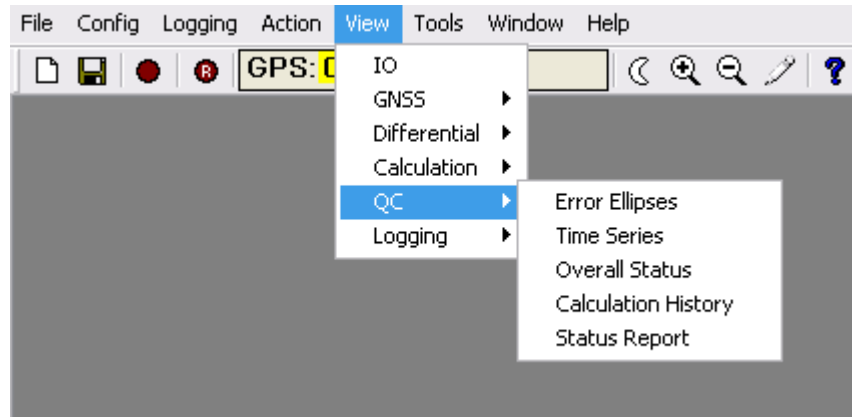 File Config Logging Action View Tools Window Help
R GPS:
IO
GNSS
Differential
Calculation
QC
Logging
Error Ellipses
Time Series
Overall Status
Calculation History
Status Report